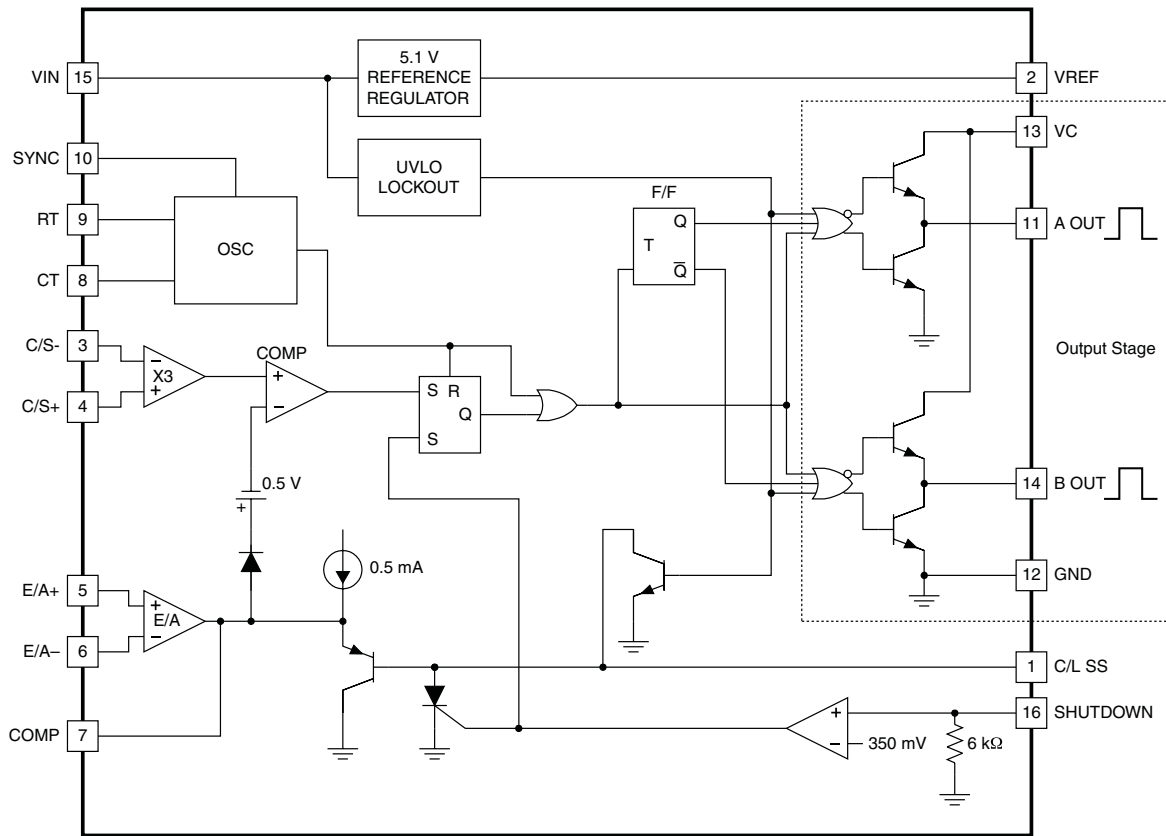 VIN 15
5.1 V
REFERENCE
REGULATOR
2 VREF
13 VC
SYNC 10
UVLO
LOCKOUT
F/F
RT 9
Q
11 A OUT
OSC
T
CT 8
Q
C/S- 3
COMP
Output Stage
−
X3
+
+
−
S R
Q
S
C/S+ 4
0.5 V
+
14 B OUT
0.5 mA
E/A+ 5
12 GND
+
E/A
−
E/A− 6
1 C/L SS
16 SHUTDOWN
COMP 7
+
−
350 mV
6 kΩ